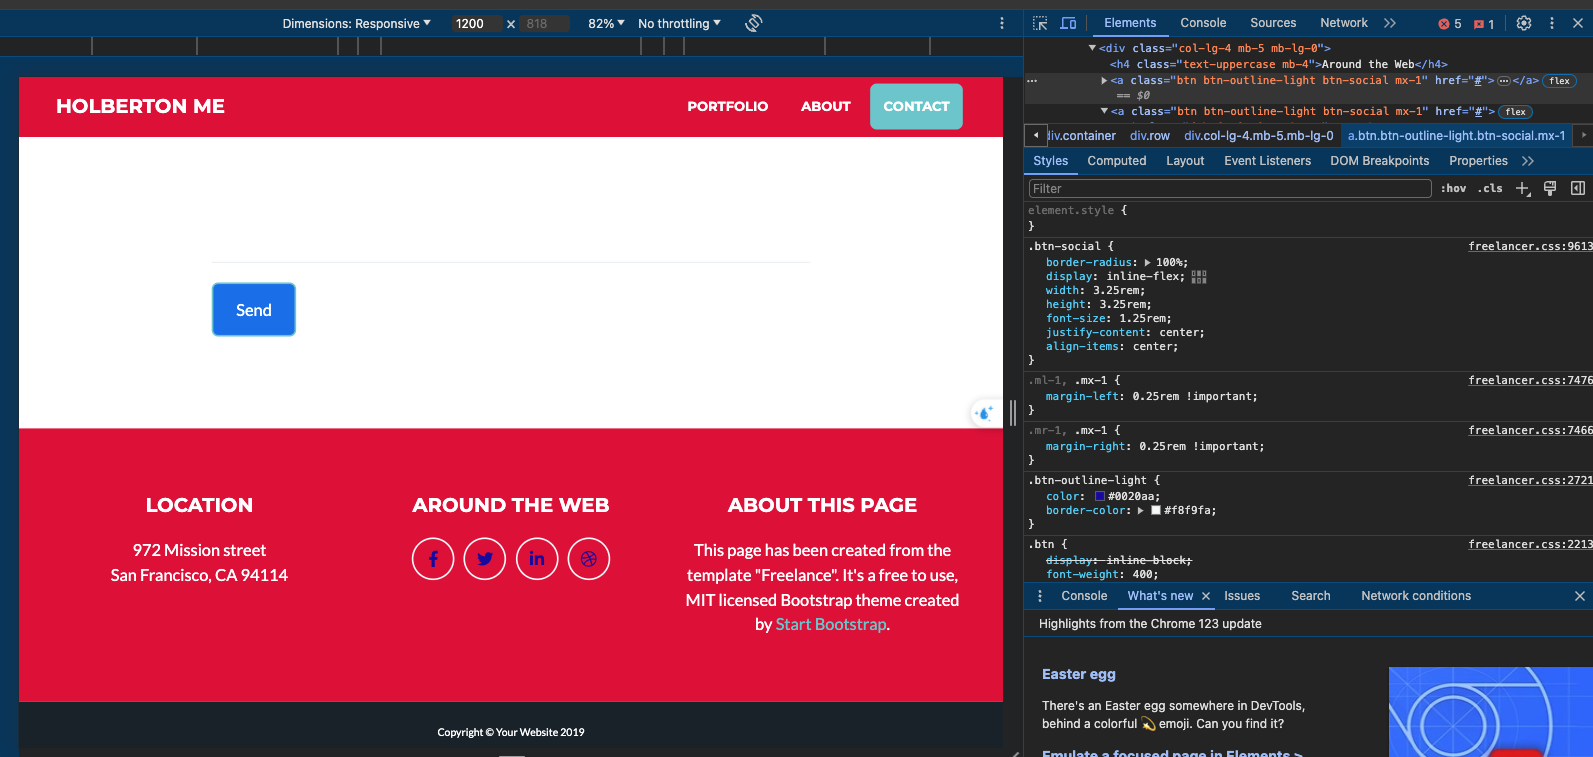 Dimensions: Responsive ▼ 1200 x 818 82% ▼ No throttling ▼
HOLBERTON ME
PORTFOLIO
ABOUT
CONTACT
Send
LOCATION
972 Mission street
San Francisco, CA 94114
AROUND THE WEB
ABOUT THIS PAGE
This page has been created from the
template "Freelance". It's a free to use,
MIT licensed Bootstrap theme created
by Start Bootstrap.
Copyright © Your Website 2019
Elements Console Sources Network >> 5 1
▼<div class="col-lg-4 mb-5 mb-lg-0">
<h4 class="text-uppercase mb-4">Around the Web</h4>
▶<a class="btn btn-outline-light btn-social mx-1" href="#">…</a> flex
== $0
▼<a class="btn btn-outline-light btn-social mx-1" href="#"> flex
div.container div.row div.col-lg-4.mb-5.mb-lg-0 a.btn.btn-outline-light.btn-social.mx-1
Styles Computed Layout Event Listeners DOM Breakpoints Properties >>
Filter :hov .cls
element.style {
}
.btn-social { freelancer.css:9613
border-radius: ▶ 100%;
display: inline-flex;
width: 3.25rem;
height: 3.25rem;
font-size: 1.25rem;
justify-content: center;
align-items: center;
}
.ml-1, .mx-1 { freelancer.css:7476
margin-left: 0.25rem !important;
}
.mr-1, .mx-1 { freelancer.css:7466
margin-right: 0.25rem !important;
}
.btn-outline-light { freelancer.css:2721
color: #0020aa;
border-color: ▶ #f8f9fa;
}
.btn { freelancer.css:2213
display: inline-block;
font-weight: 400;
Console What's new × Issues Search Network conditions
Highlights from the Chrome 123 update
Easter egg
There's an Easter egg somewhere in DevTools,
behind a colorful 💫 emoji. Can you find it?
Emulate a focused page in Elements >